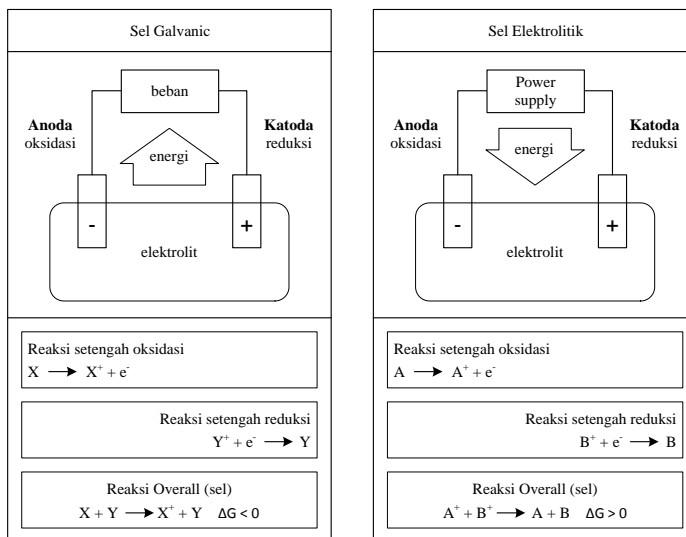 Sel Galvanic
beban
Anoda
oksidasi
Katoda
reduksi
energi
-
+
elektrolit
Reaksi setengah oksidasi
X → X⁺ + e⁻
Reaksi setengah reduksi
Y⁺ + e⁻ → Y
Reaksi Overall (sel)
X + Y → X⁺ + Y ΔG < 0
Sel Elektrolitik
Power
supply
Anoda
oksidasi
Katoda
reduksi
energi
-
+
elektrolit
Reaksi setengah oksidasi
A → A⁺ + e⁻
Reaksi setengah reduksi
B⁺ + e⁻ → B
Reaksi Overall (sel)
A⁺ + B⁺ → A + B ΔG > 0